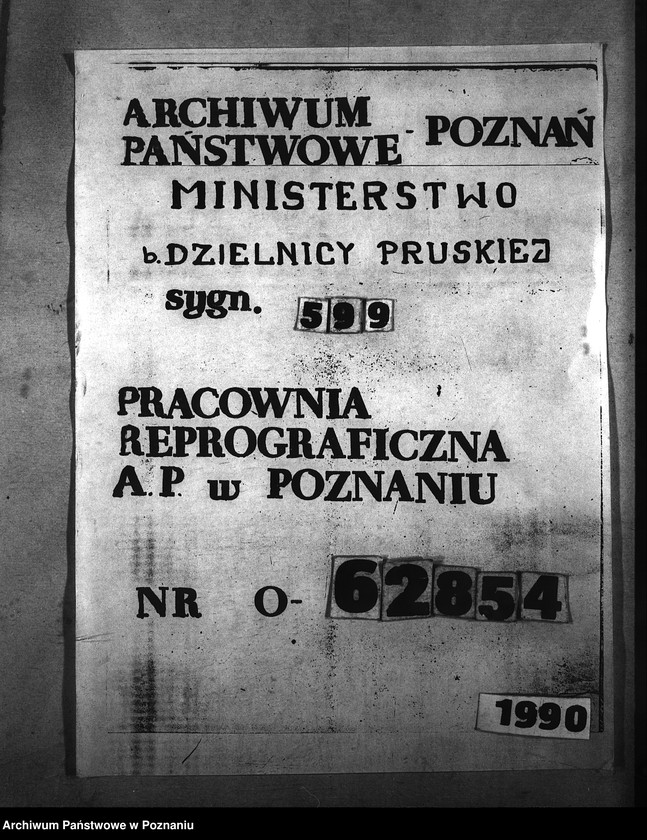 ARCHIWUM
PAŃSTWOWE - POZNAŃ
MINISTERSTWO
b. DZIELNICY PRUSKIEJ
sygn. 599
PRACOWNIA
REPROGRAFICZNA
A.P. w POZNANIU
NR O-62854
1990
Archiwum Państwowe w Poznaniu